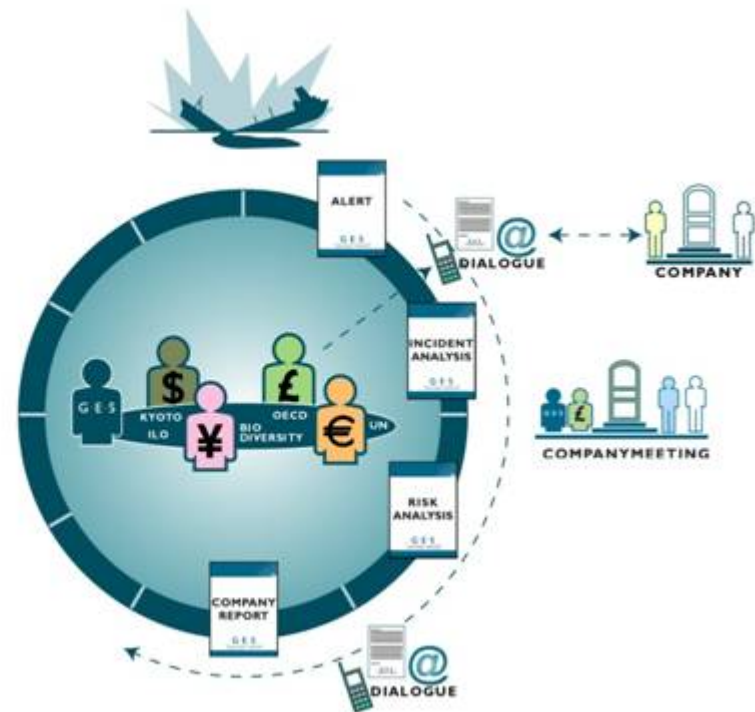 ALERT
G·E·S
@
DIALOGUE
COMPANY
INCIDENT
ANALYSIS
G·E·S
$
£
G·E·S
KYOTO
ILO
¥
BIO
DIVERSITY
OECD
€
UN
£
COMPANYMEETING
RISK
ANALYSIS
G·E·S
COMPANY
REPORT
G·E·S
@
DIALOGUE